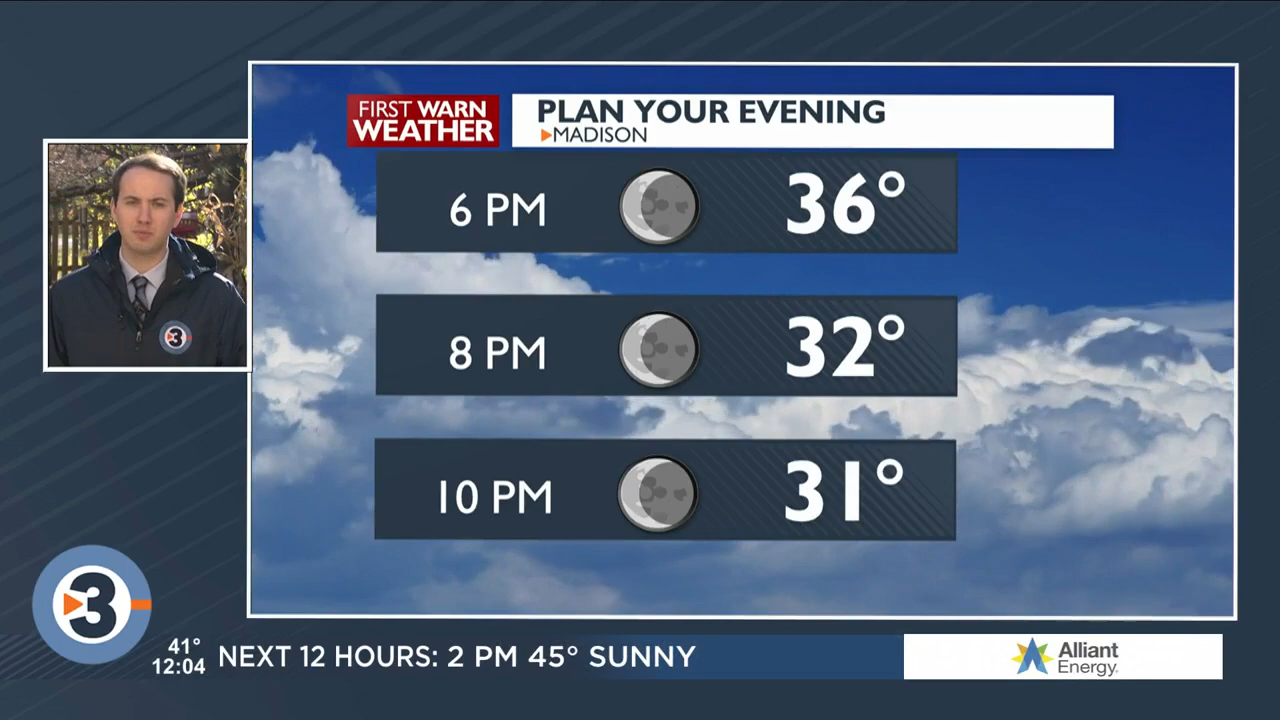 FIRST WARN
WEATHER
PLAN YOUR EVENING
MADISON
6 PM 36°
8 PM 32°
10 PM 31°
3
3
41°
12:04
NEXT 12 HOURS: 2 PM 45° SUNNY
Alliant
Energy